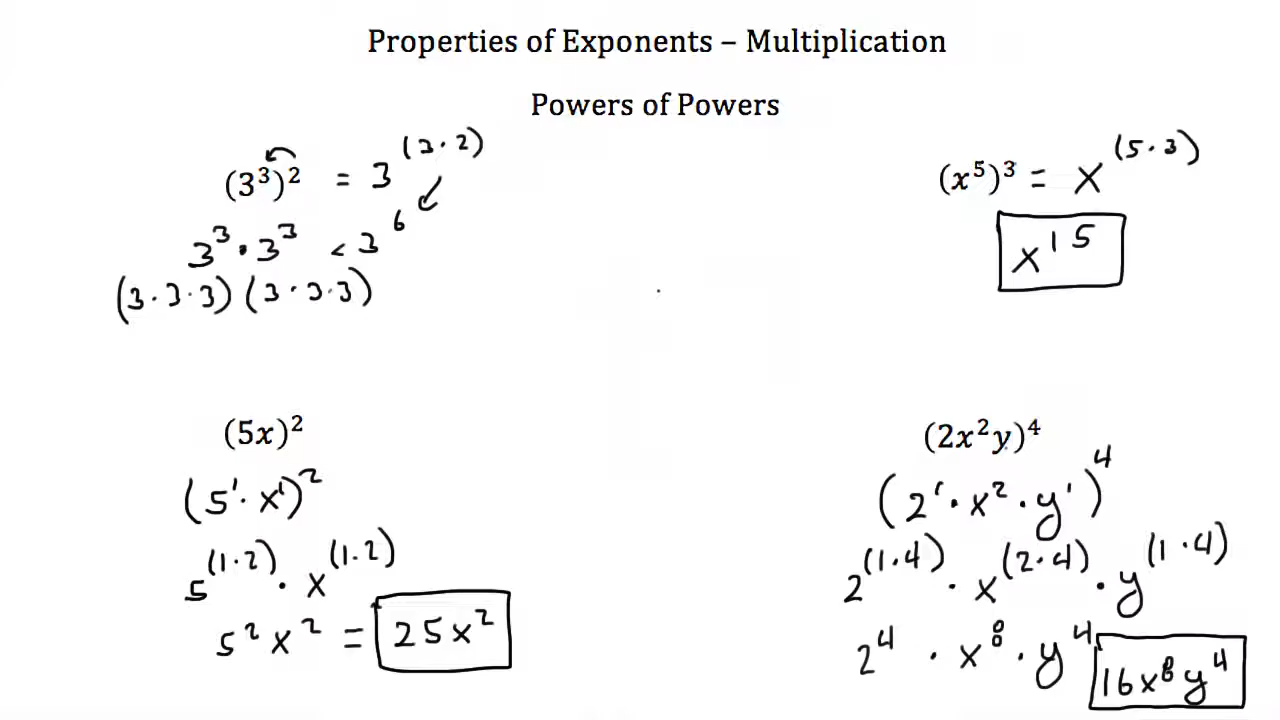 Properties of Exponents – Multiplication
Powers of Powers
(3³)² = 3^(3·2)
3³ · 3³ < 3⁶
(3·3·3)(3·3·3)
(x⁵)³ = x^(5·3)
x¹⁵
(5x)²
(5¹·x¹)²
5^(1·2) · x^(1·2)
5² x² = 25x²
(2x²y)⁴
(2¹·x²·y¹)⁴
2^(1·4) · x^(2·4) · y^(1·4)
2⁴ · x⁸ · y⁴
16x⁸y⁴